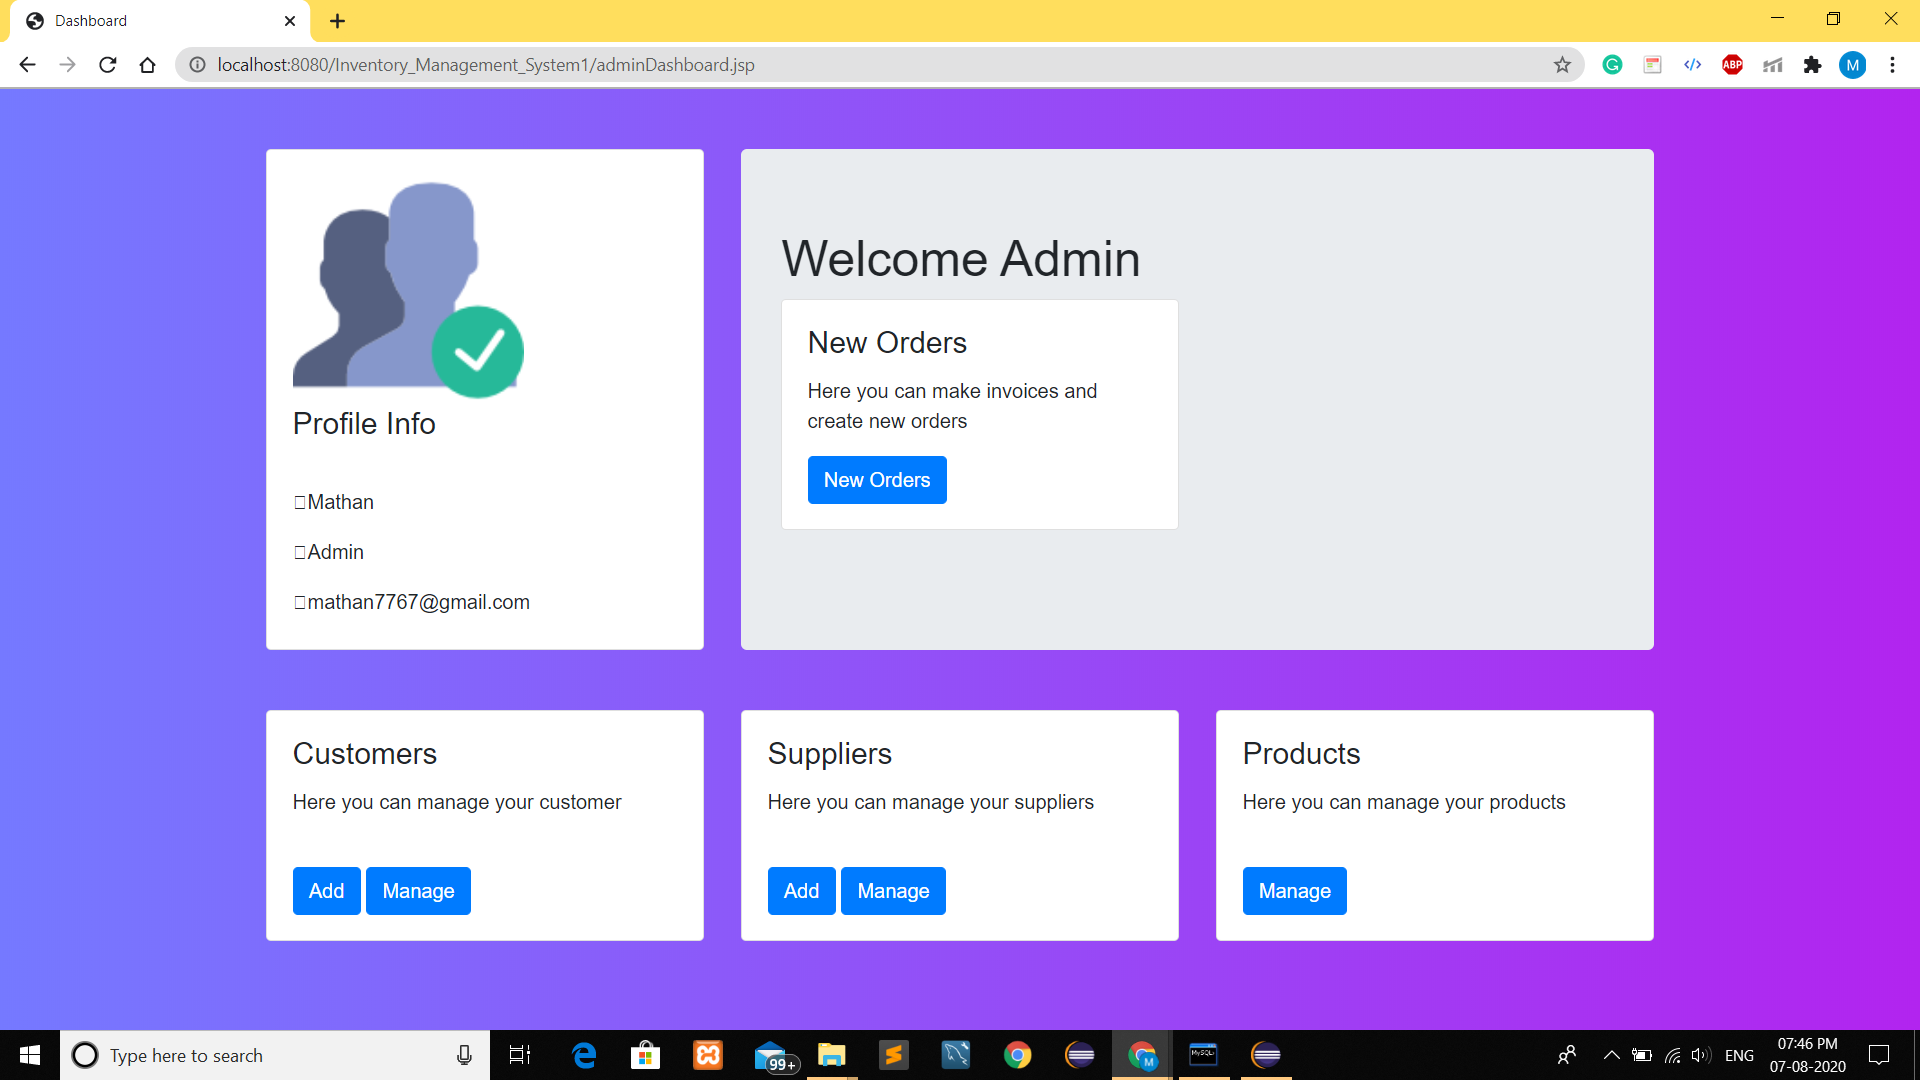 Dashboard
localhost:8080/Inventory_Management_System1/adminDashboard.jsp
ABP
M
Profile Info
Mathan
Admin
mathan7767@gmail.com
Welcome Admin
New Orders
Here you can make invoices and
create new orders
New Orders
Customers
Here you can manage your customer
Add Manage
Suppliers
Here you can manage your suppliers
Add Manage
Products
Here you can manage your products
Manage
Type here to search
99+
M
MySQL
ENG
07:46 PM
07-08-2020